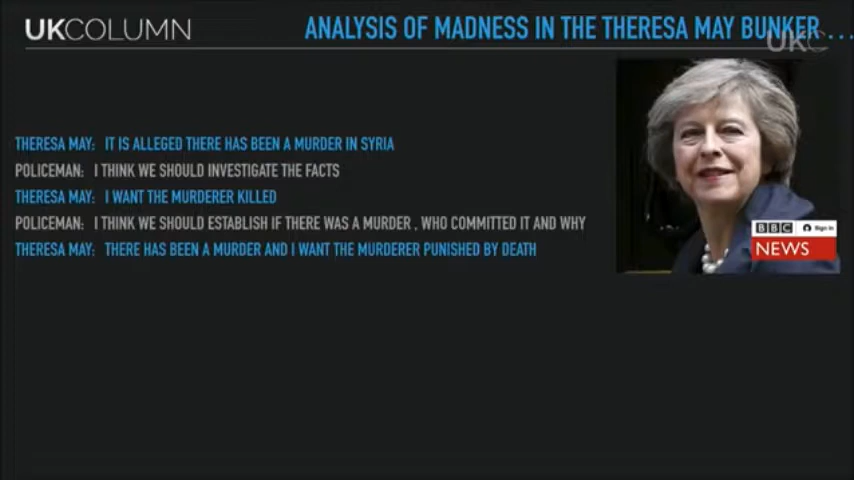 UKCOLUMN
ANALYSIS OF MADNESS IN THE THERESA MAY BUNKER ...
UKC
THERESA MAY: IT IS ALLEGED THERE HAS BEEN A MURDER IN SYRIA
POLICEMAN: I THINK WE SHOULD INVESTIGATE THE FACTS
THERESA MAY: I WANT THE MURDERER KILLED
POLICEMAN: I THINK WE SHOULD ESTABLISH IF THERE WAS A MURDER , WHO COMMITTED IT AND WHY
THERESA MAY: THERE HAS BEEN A MURDER AND I WANT THE MURDERER PUNISHED BY DEATH
BBC Sign in
NEWS